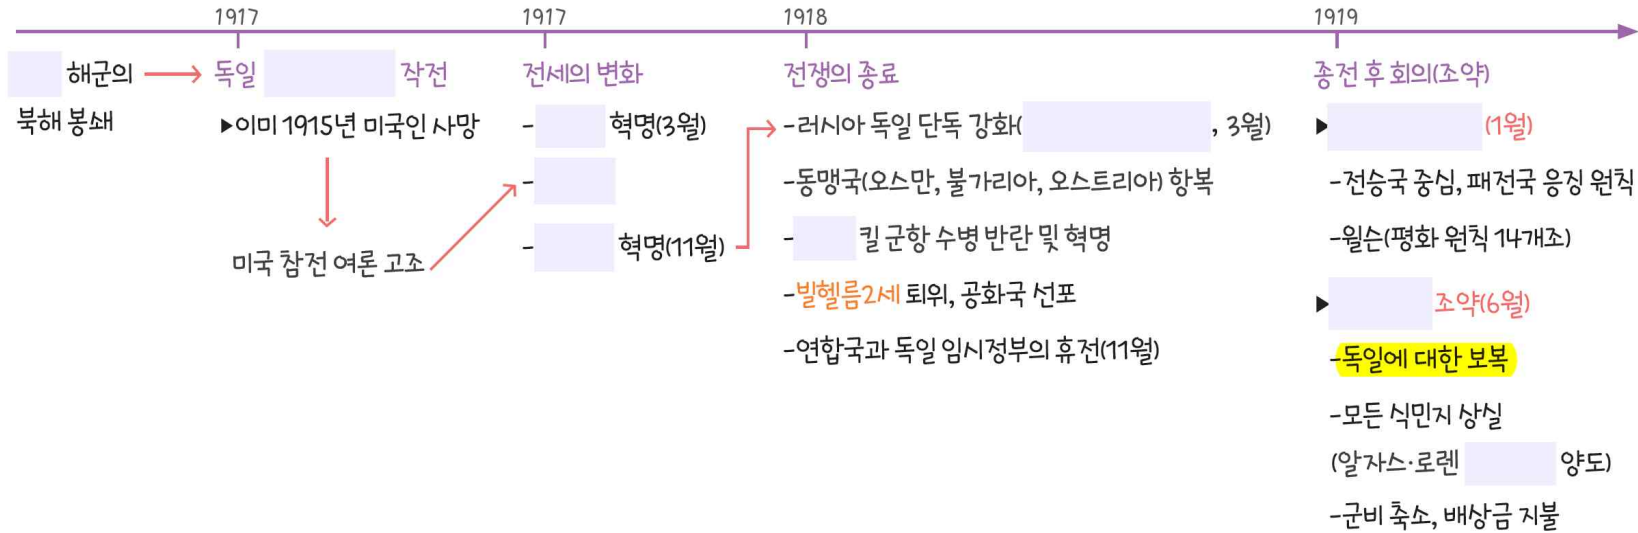 1917
1917
1918
1919
해군의
북해 봉쇄
독일 작전
▶이미 1915년 미국인 사망
미국 참전 여론 고조
전세의 변화
- 혁명(3월)
-
- 혁명(11월)
전쟁의 종료
-러시아 독일 단독 강화( , 3월)
-동맹국(오스만, 불가리아, 오스트리아) 항복
- 킬 군항 수병 반란 및 혁명
-빌헬름2세 퇴위, 공화국 선포
-연합국과 독일 임시정부의 휴전(11월)
종전 후 회의(조약)
▶ (1월)
-전승국 중심, 패전국 응징 원칙
-윌슨(평화 원칙 14개조)
▶ 조약(6월)
-독일에 대한 보복
-모든 식민지 상실
(알자스·로렌 양도)
-군비 축소, 배상금 지불